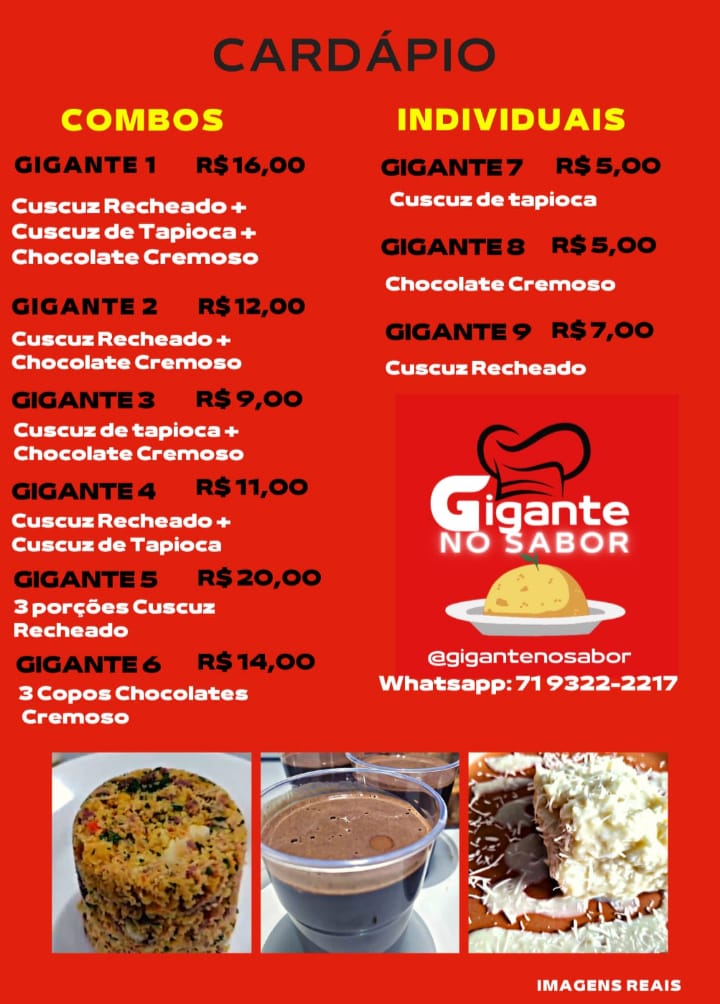 CARDÁPIO
COMBOS
GIGANTE 1 R$16,00
Cuscuz Recheado +
Cuscuz de Tapioca +
Chocolate Cremoso
GIGANTE 2 R$12,00
Cuscuz Recheado +
Chocolate Cremoso
GIGANTE 3 R$ 9,00
Cuscuz de tapioca +
Chocolate Cremoso
GIGANTE 4 R$ 11,00
Cuscuz Recheado +
Cuscuz de Tapioca
GIGANTE 5 R$ 20,00
3 porções Cuscuz
Recheado
GIGANTE 6 R$ 14,00
3 Copos Chocolates
Cremoso
INDIVIDUAIS
GIGANTE 7 R$ 5,00
Cuscuz de tapioca
GIGANTE 8 R$ 5,00
Chocolate Cremoso
GIGANTE 9 R$ 7,00
Cuscuz Recheado
Gigante
NO SABOR
@gigantenosabor
Whatsapp: 71 9322-2217
IMAGENS REAIS